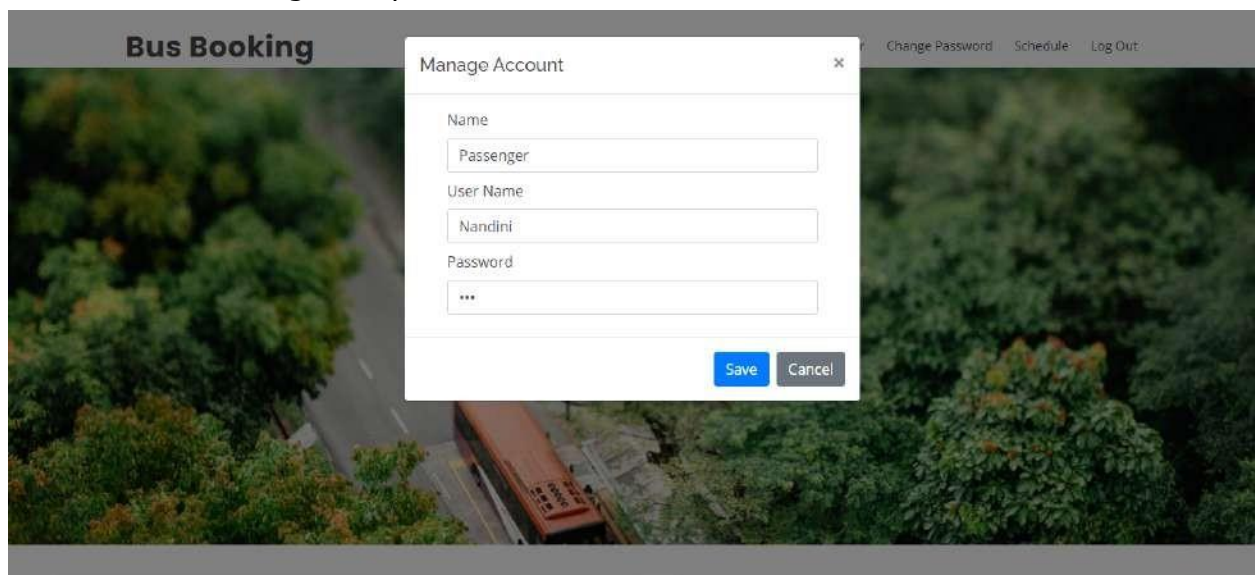 Bus Booking
Change Password Schedule Log Out
Manage Account ×
Name
Passenger
User Name
Nandini
Password
•••
Save Cancel